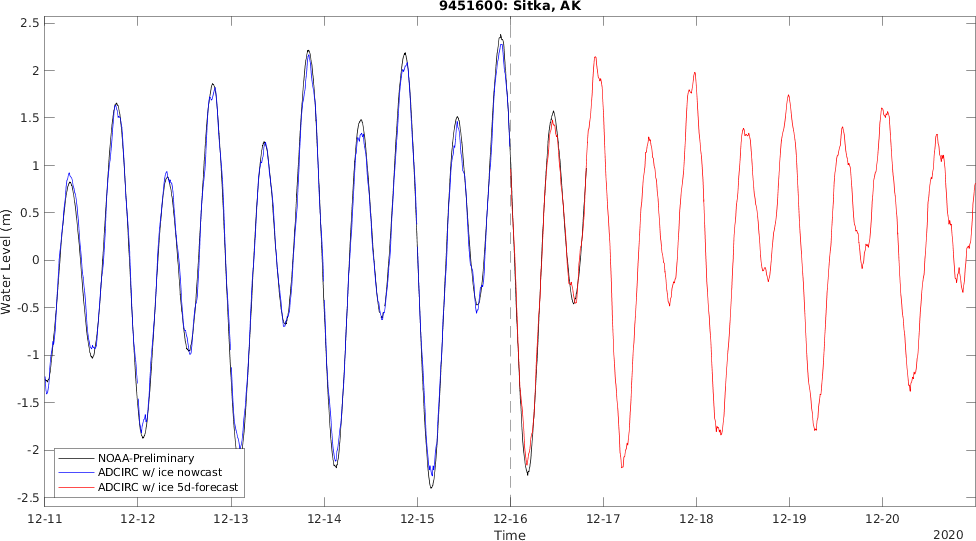 9451600: Sitka, AK
2.5
2
1.5
1
0.5
0
-0.5
-1
-1.5
-2
-2.5
Water Level (m)
NOAA-Preliminary
ADCIRC w/ ice nowcast
ADCIRC w/ ice 5d-forecast
12-11 12-12 12-13 12-14 12-15 12-16 12-17 12-18 12-19 12-20
Time
2020